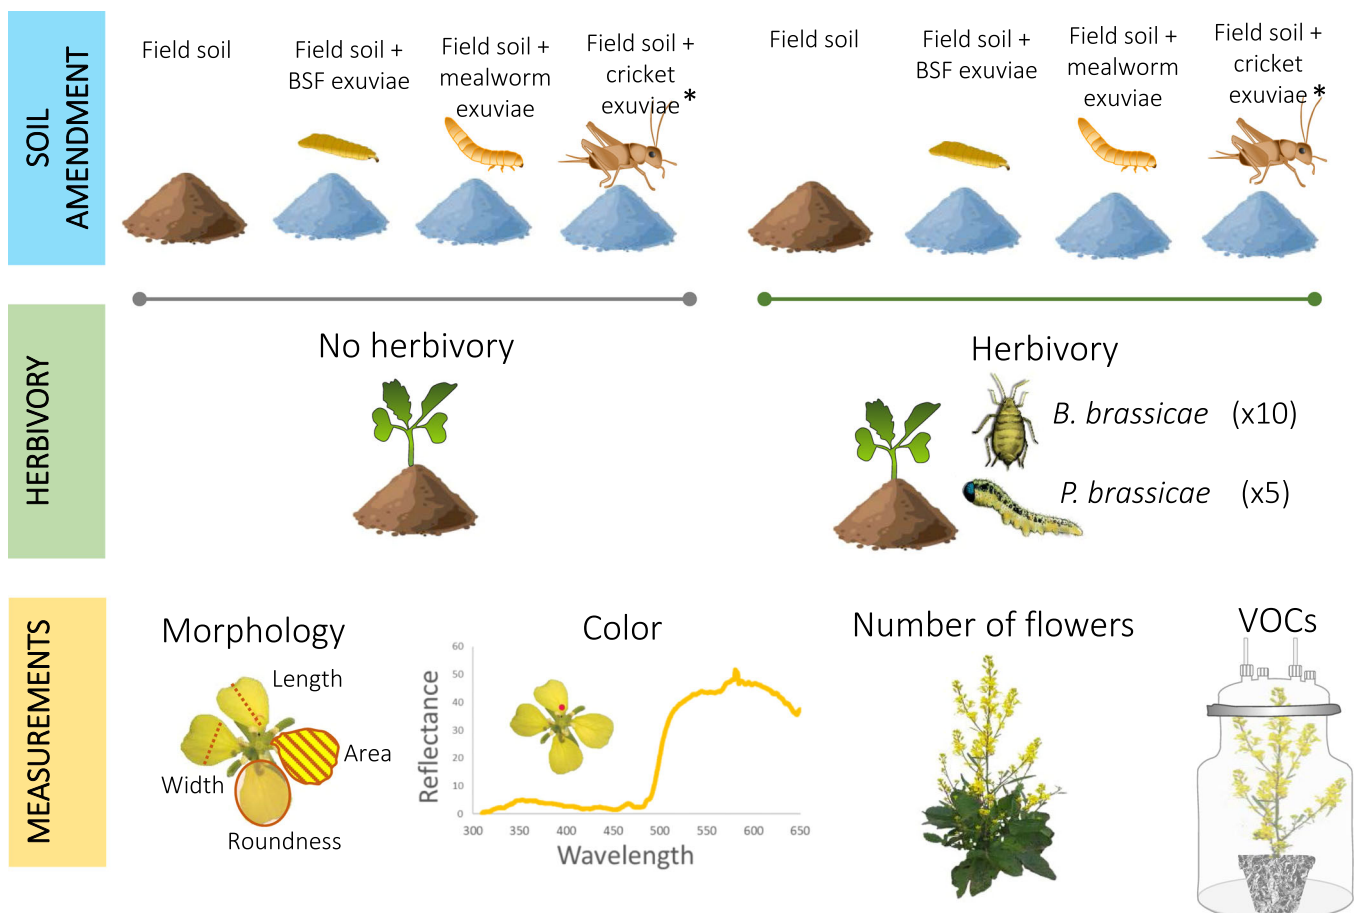 SOIL
AMENDMENT
Field soil
Field soil +
BSF exuviae
Field soil +
mealworm
exuviae
Field soil +
cricket
exuviae*
Field soil
Field soil +
BSF exuviae
Field soil +
mealworm
exuviae
Field soil +
cricket
exuviae*
HERBIVORY
No herbivory
Herbivory
B. brassicae (x10)
P. brassicae (x5)
MEASUREMENTS
Morphology
Length
Area
Width
Roundness
Color
Reflectance
60
50
40
30
20
10
0
300 350 400 450 500 550 600 650
Wavelength
Number of flowers
VOCs